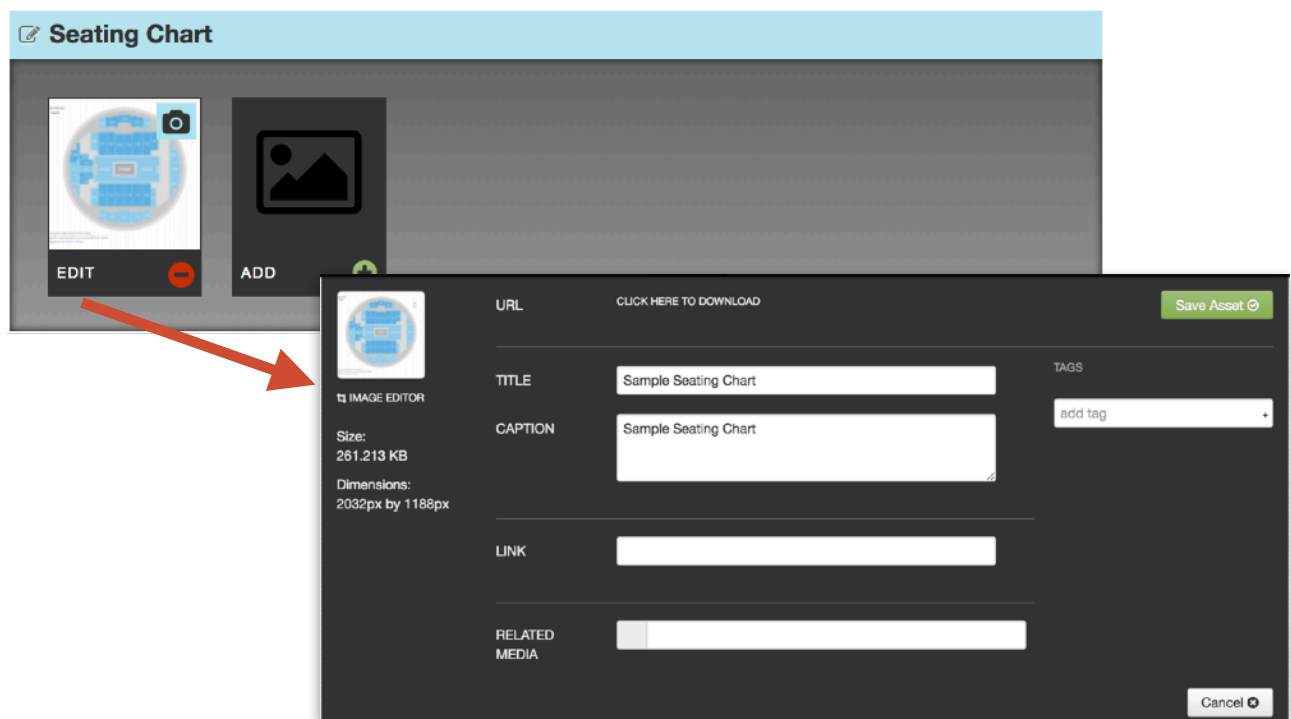 Seating Chart
EDIT
ADD
URL
CLICK HERE TO DOWNLOAD
Save Asset
IMAGE EDITOR
Size:
261.213 KB
Dimensions:
2032px by 1188px
TITLE
Sample Seating Chart
CAPTION
Sample Seating Chart
LINK
RELATED
MEDIA
TAGS
add tag
Cancel